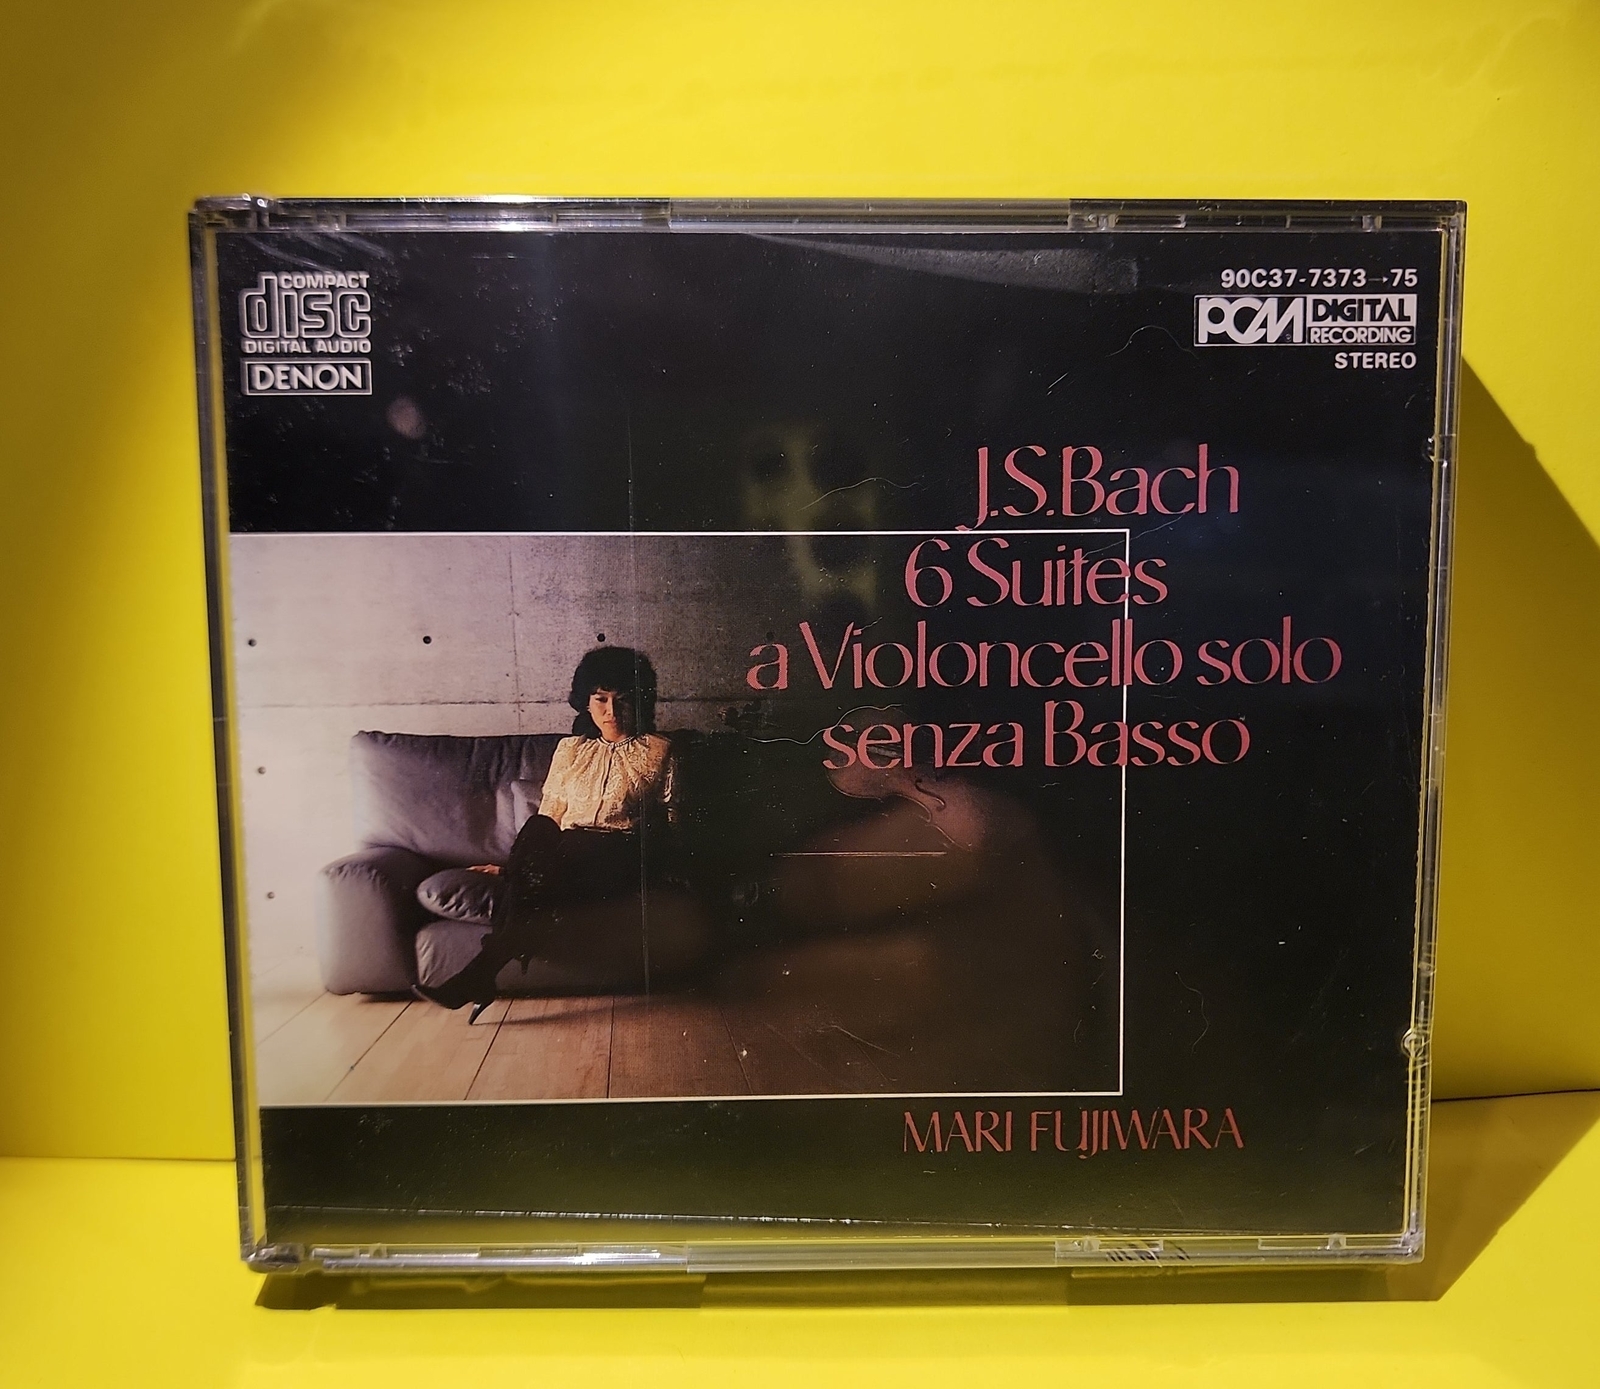 COMPACT
disc
DIGITAL AUDIO
DENON
90C37-7373→75
PCM DIGITAL
RECORDING
STEREO
J.S.Bach
6 Suites
a Violoncello solo
senza Basso
MARI FUJIWARA